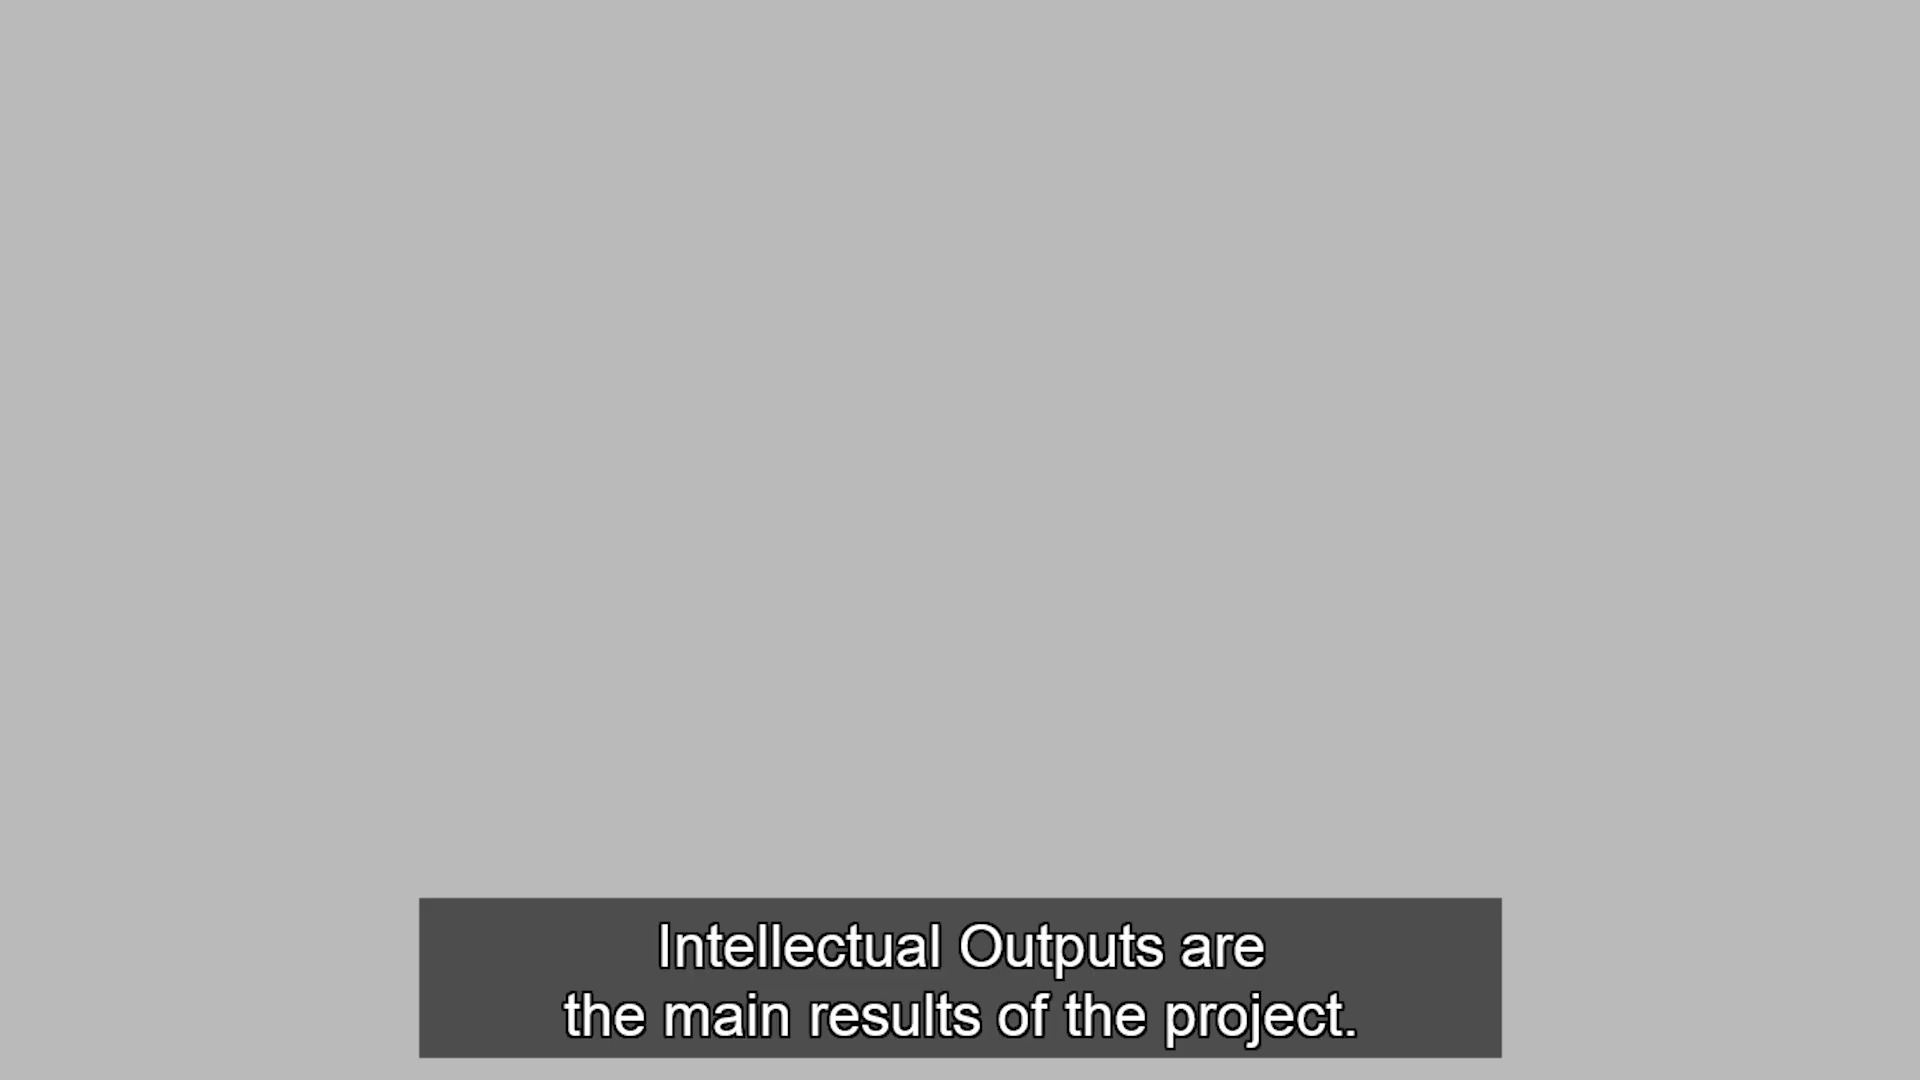 Intellectual Outputs are
the main results of the project.